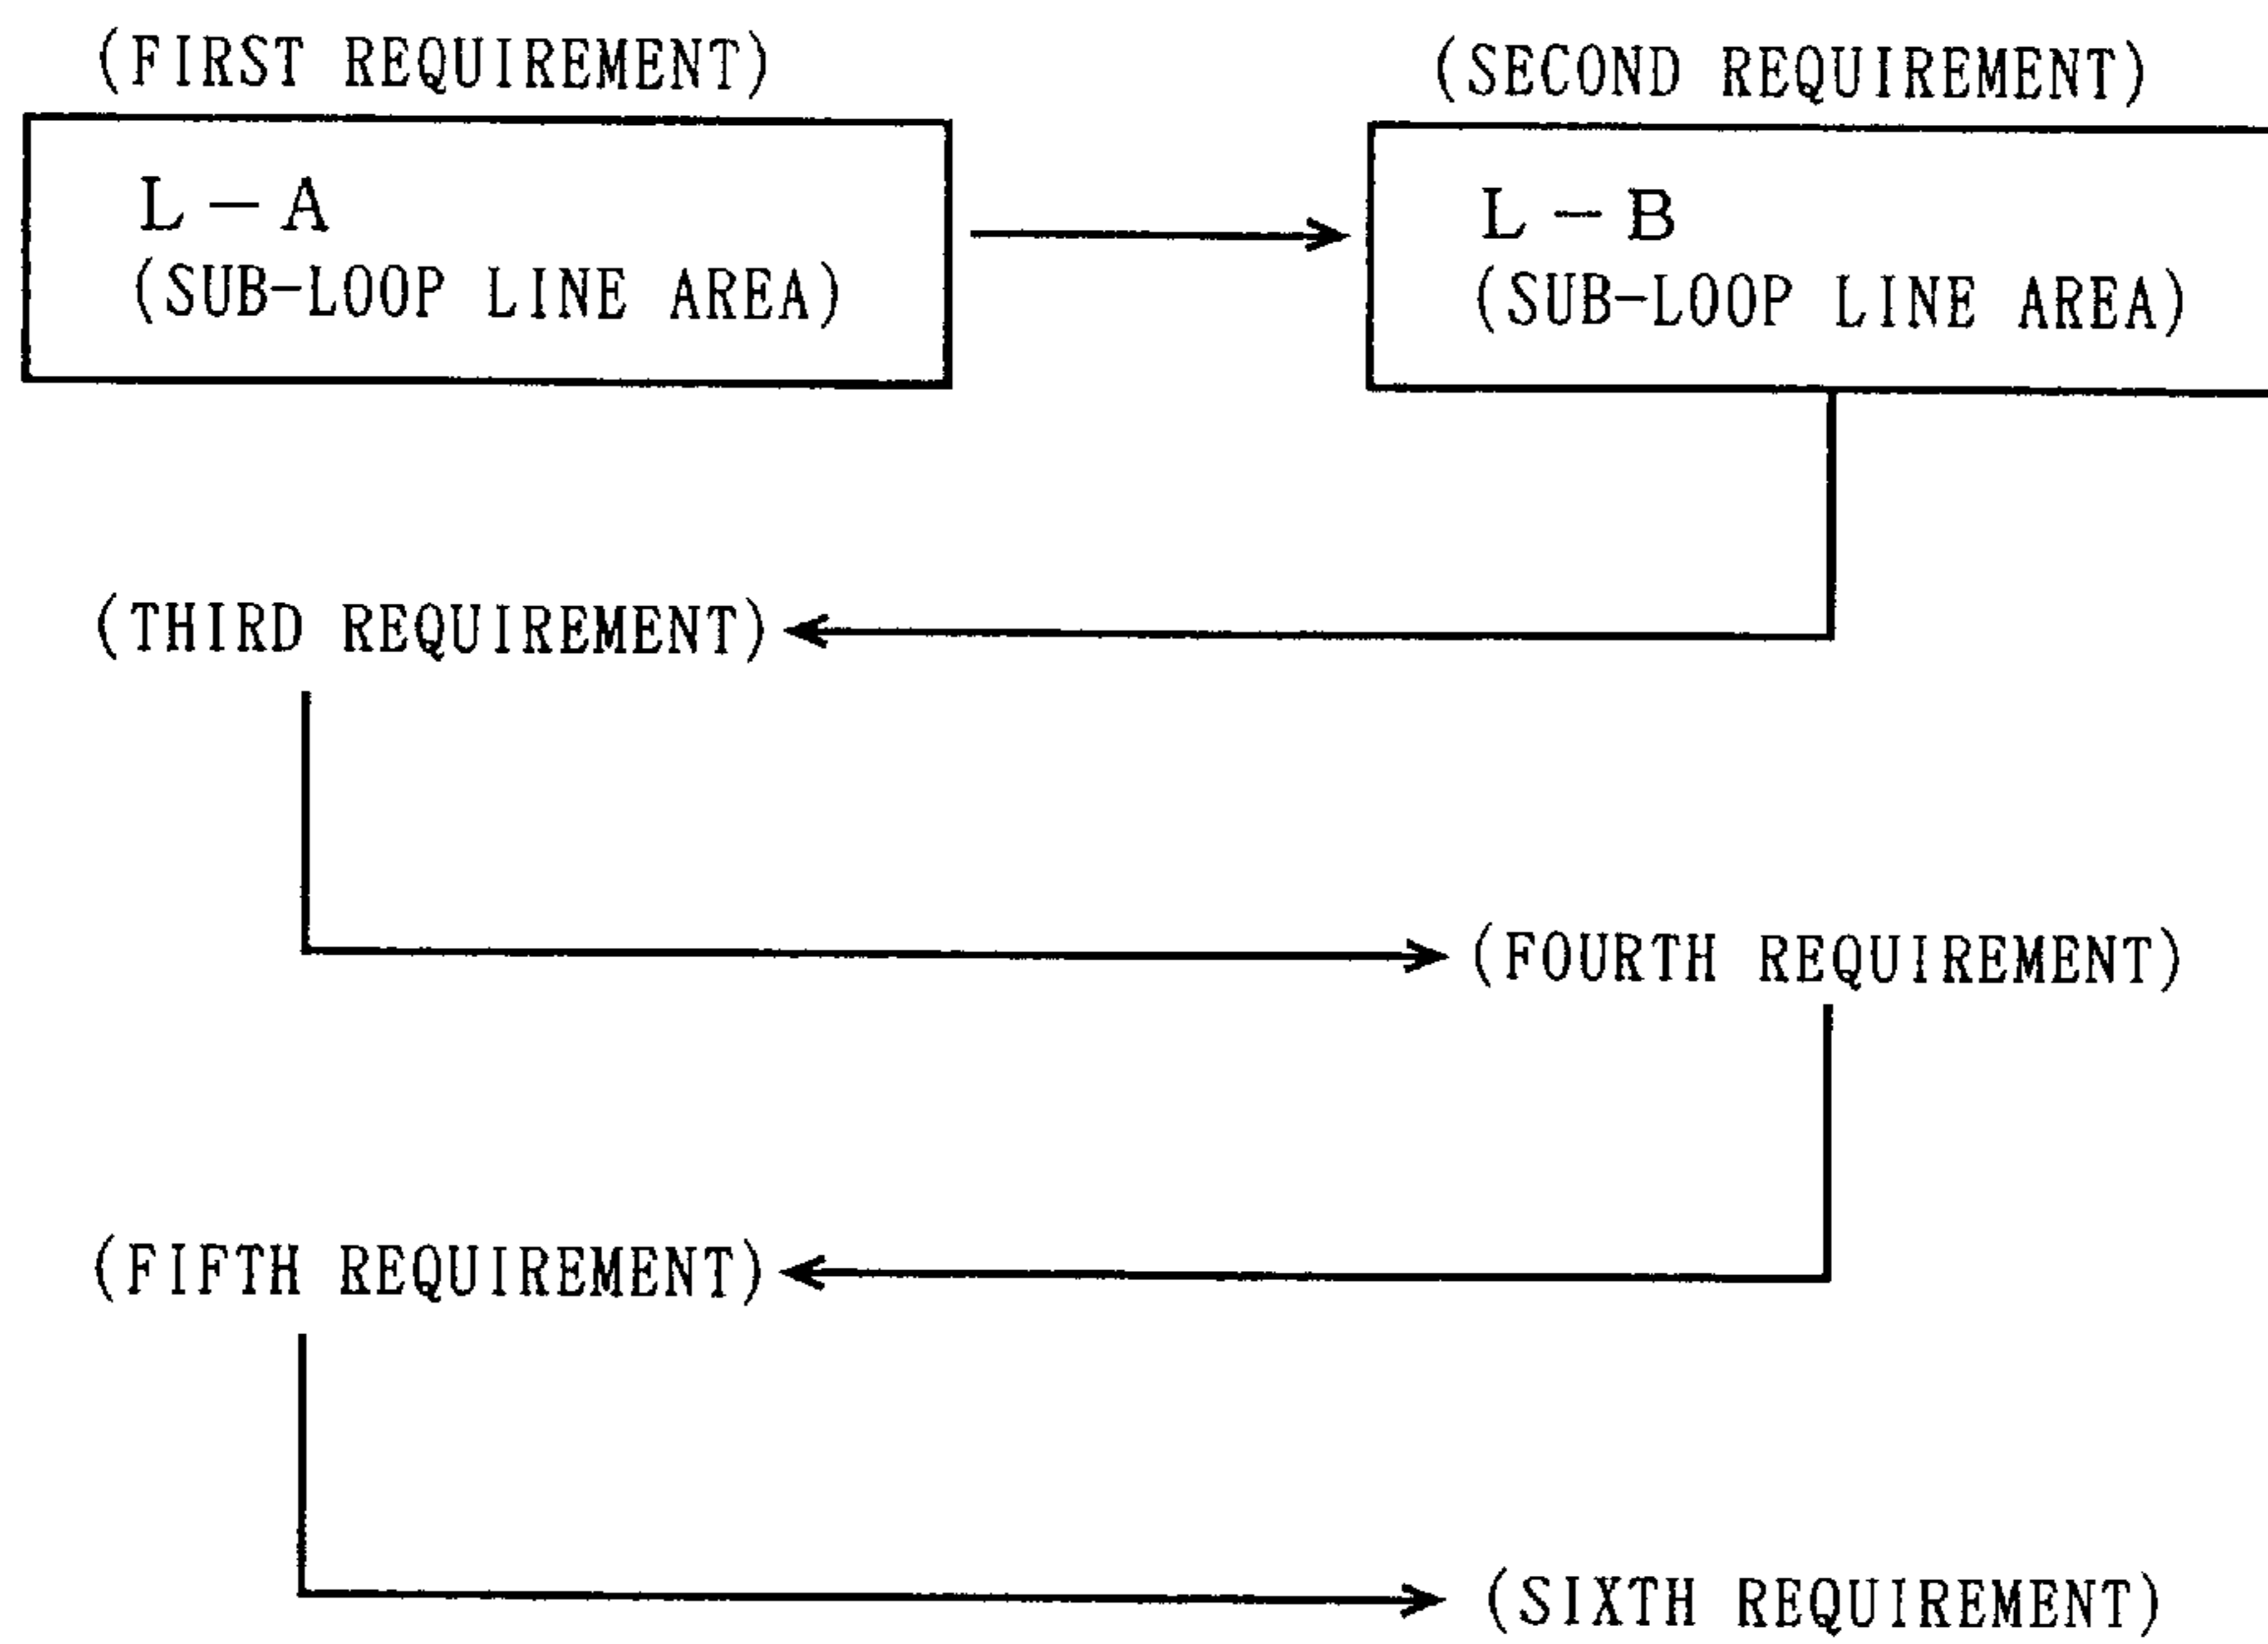 (FIRST REQUIREMENT)
(SECOND REQUIREMENT)
L-A
(SUB-LOOP LINE AREA)
L-B
(SUB-LOOP LINE AREA)
(THIRD REQUIREMENT)
(FOURTH REQUIREMENT)
(FIFTH REQUIREMENT)
(SIXTH REQUIREMENT)